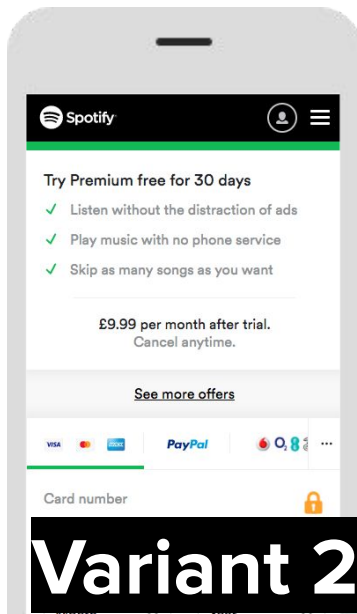 Spotify
Try Premium free for 30 days
Listen without the distraction of ads
Play music with no phone service
Skip as many songs as you want
£9.99 per month after trial.
Cancel anytime.
See more offers
VISA PayPal O₂ 8
Card number
Variant 2